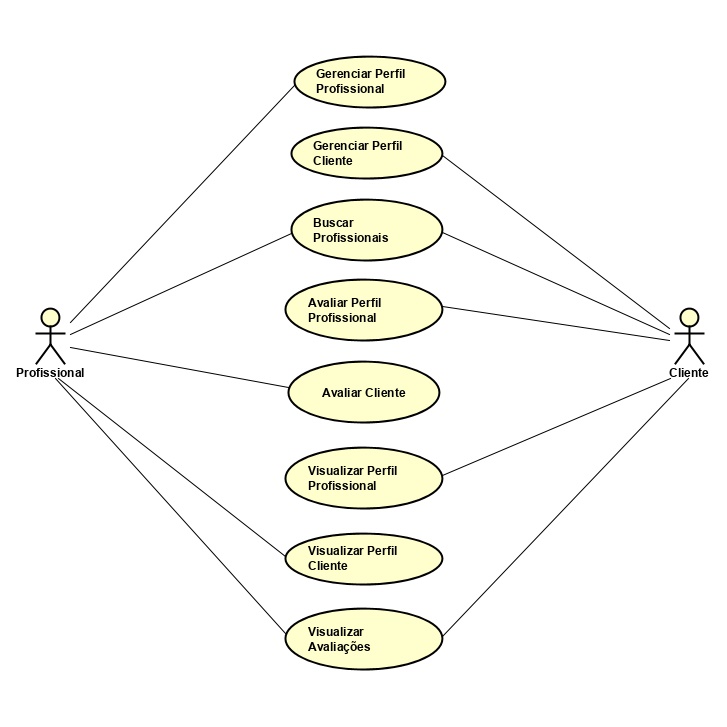 Gerenciar Perfil
Profissional
Gerenciar Perfil
Cliente
Buscar
Profissionais
Avaliar Perfil
Profissional
Profissional
Cliente
Avaliar Cliente
Visualizar Perfil
Profissional
Visualizar Perfil
Cliente
Visualizar
Avaliações